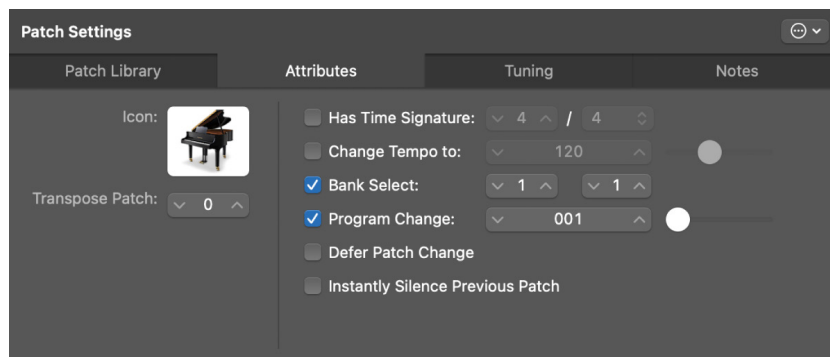 Patch Settings
Patch Library Attributes Tuning Notes
Icon:
Transpose Patch: 0
Has Time Signature: 4 / 4
Change Tempo to: 120
Bank Select: 1 1
Program Change: 001
Defer Patch Change
Instantly Silence Previous Patch